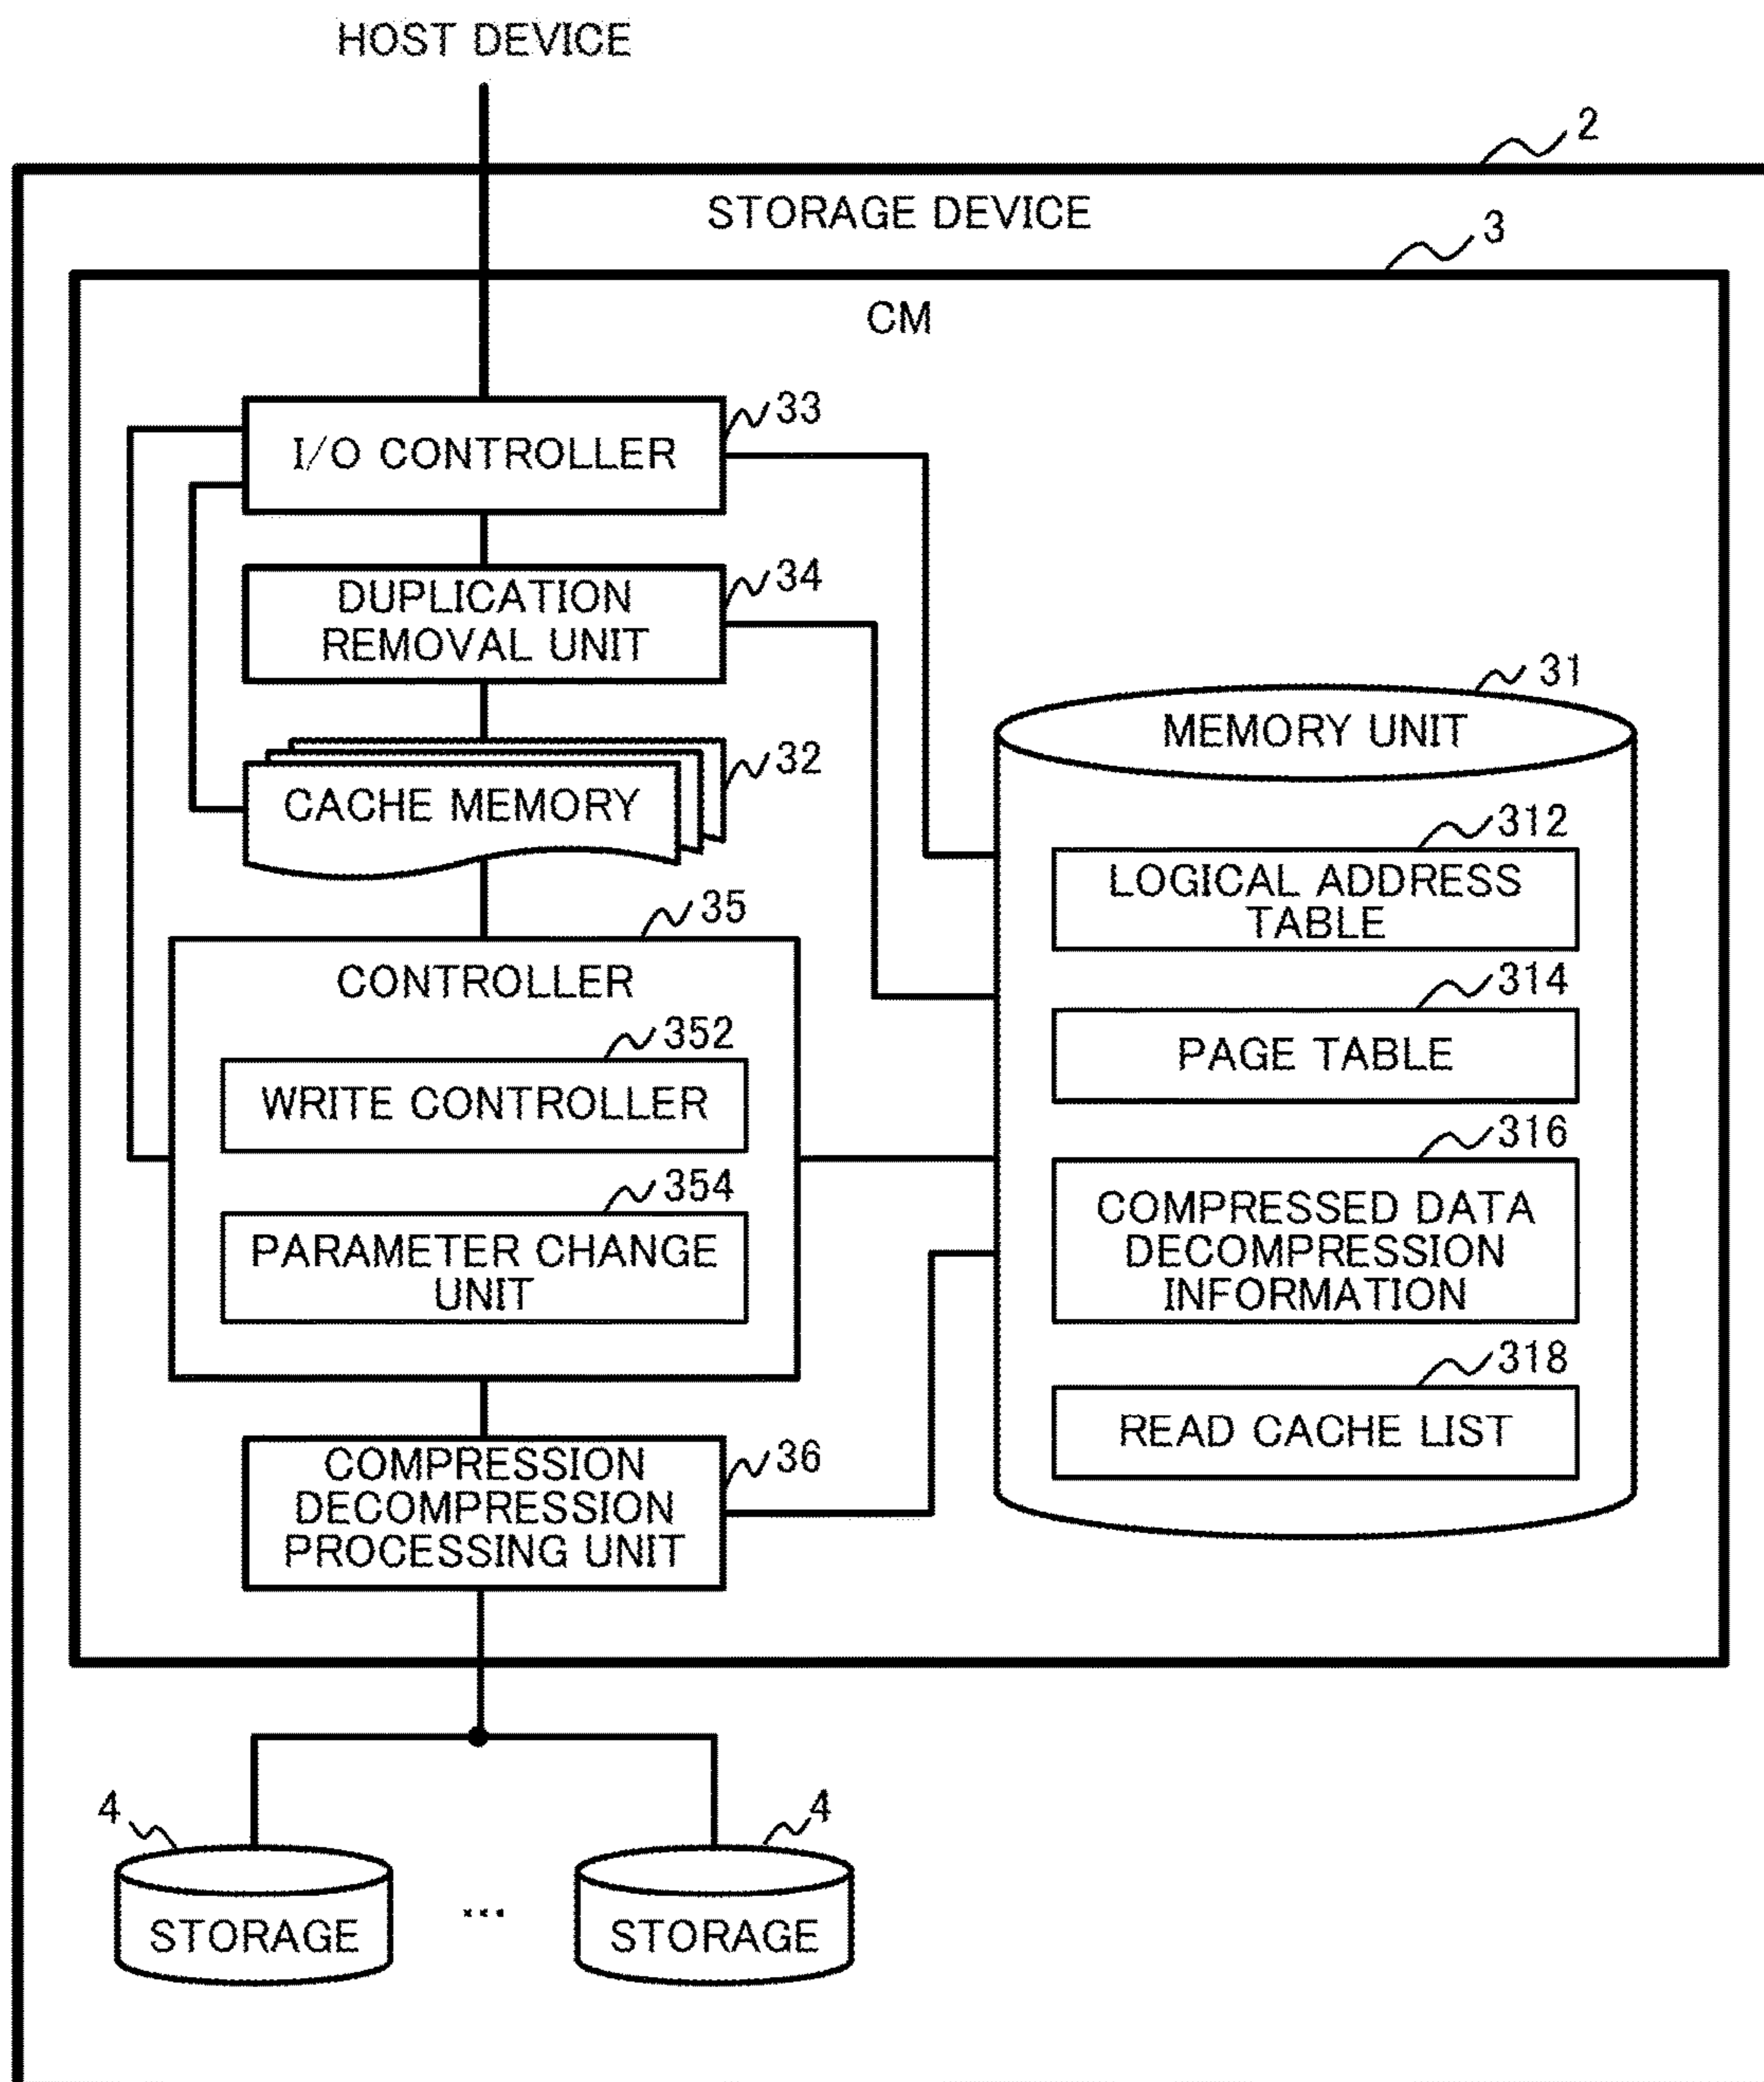 HOST DEVICE
2
STORAGE DEVICE
3
CM
33
I/O CONTROLLER
34
DUPLICATION
REMOVAL UNIT
32
CACHE MEMORY
35
CONTROLLER
352
WRITE CONTROLLER
354
PARAMETER CHANGE
UNIT
36
COMPRESSION
DECOMPRESSION
PROCESSING UNIT
31
MEMORY UNIT
312
LOGICAL ADDRESS
TABLE
314
PAGE TABLE
316
COMPRESSED DATA
DECOMPRESSION
INFORMATION
318
READ CACHE LIST
4
STORAGE
...
4
STORAGE